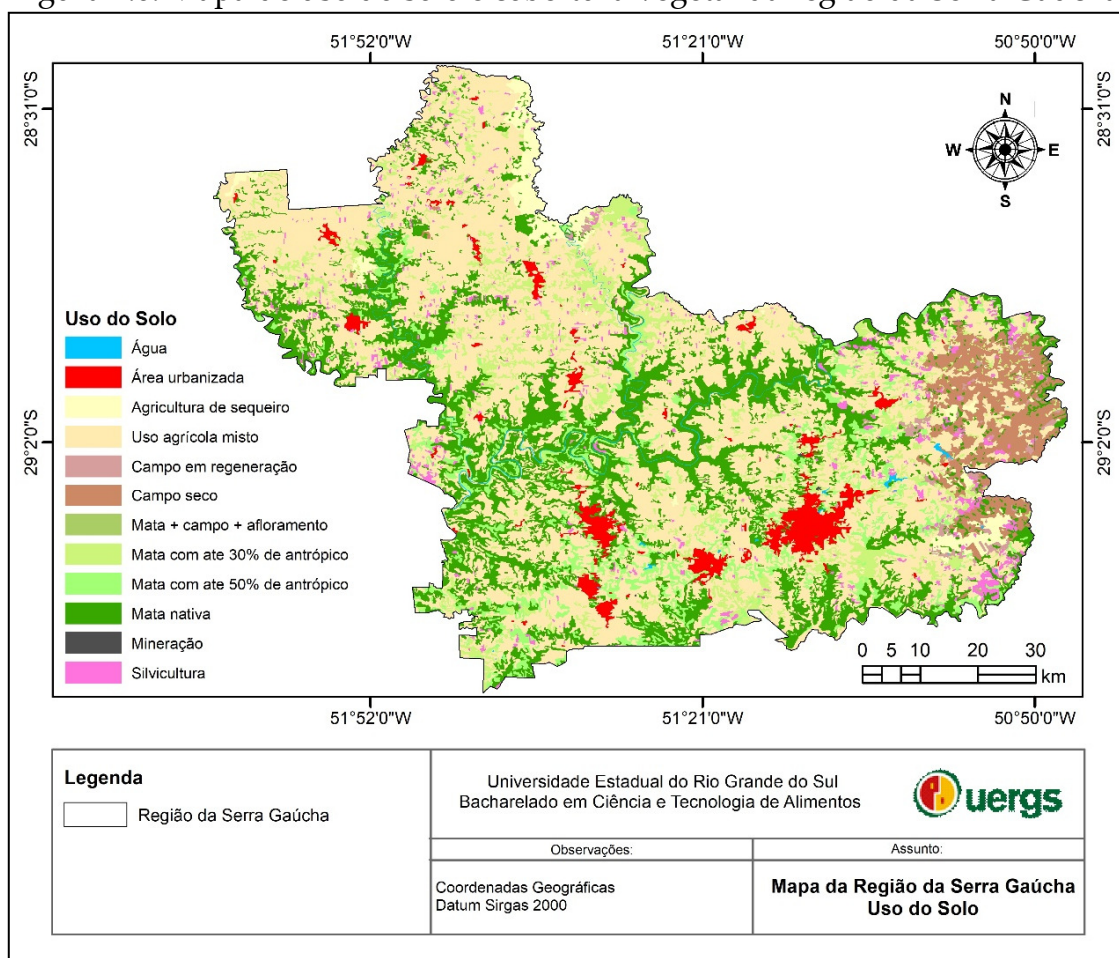 51°52'0"W 51°21'0"W 50°50'0"W
28°31'0"S 28°31'0"S
N
W E
S
29°2'0"S 29°2'0"S
Uso do Solo
Água
Área urbanizada
Agricultura de sequeiro
Uso agrícola misto
Campo em regeneração
Campo seco
Mata + campo + afloramento
Mata com ate 30% de antrópico
Mata com ate 50% de antrópico
Mata nativa
Mineração
Silvicultura
0 5 10 20 30
km
51°52'0"W 51°21'0"W 50°50'0"W
Legenda
Região da Serra Gaúcha
Universidade Estadual do Rio Grande do Sul
Bacharelado em Ciência e Tecnologia de Alimentos
uergs
Observações:
Coordenadas Geográficas
Datum Sirgas 2000
Assunto:
Mapa da Região da Serra Gaúcha
Uso do Solo